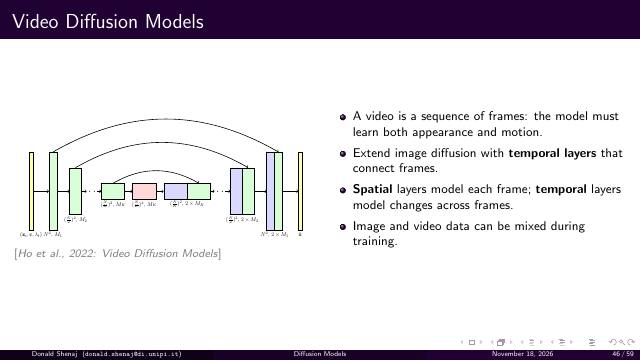 Video Diffusion Models
A video is a sequence of frames: the model must
learn both appearance and motion.
Extend image diffusion with temporal layers that
connect frames.
Spatial layers model each frame; temporal layers
model changes across frames.
Image and video data can be mixed during
training.
[Ho et al., 2022: Video Diffusion Models]
Donald Shenaj (donald.shenaj@di.unipi.it)
Diffusion Models
November 18, 2026
46 / 59